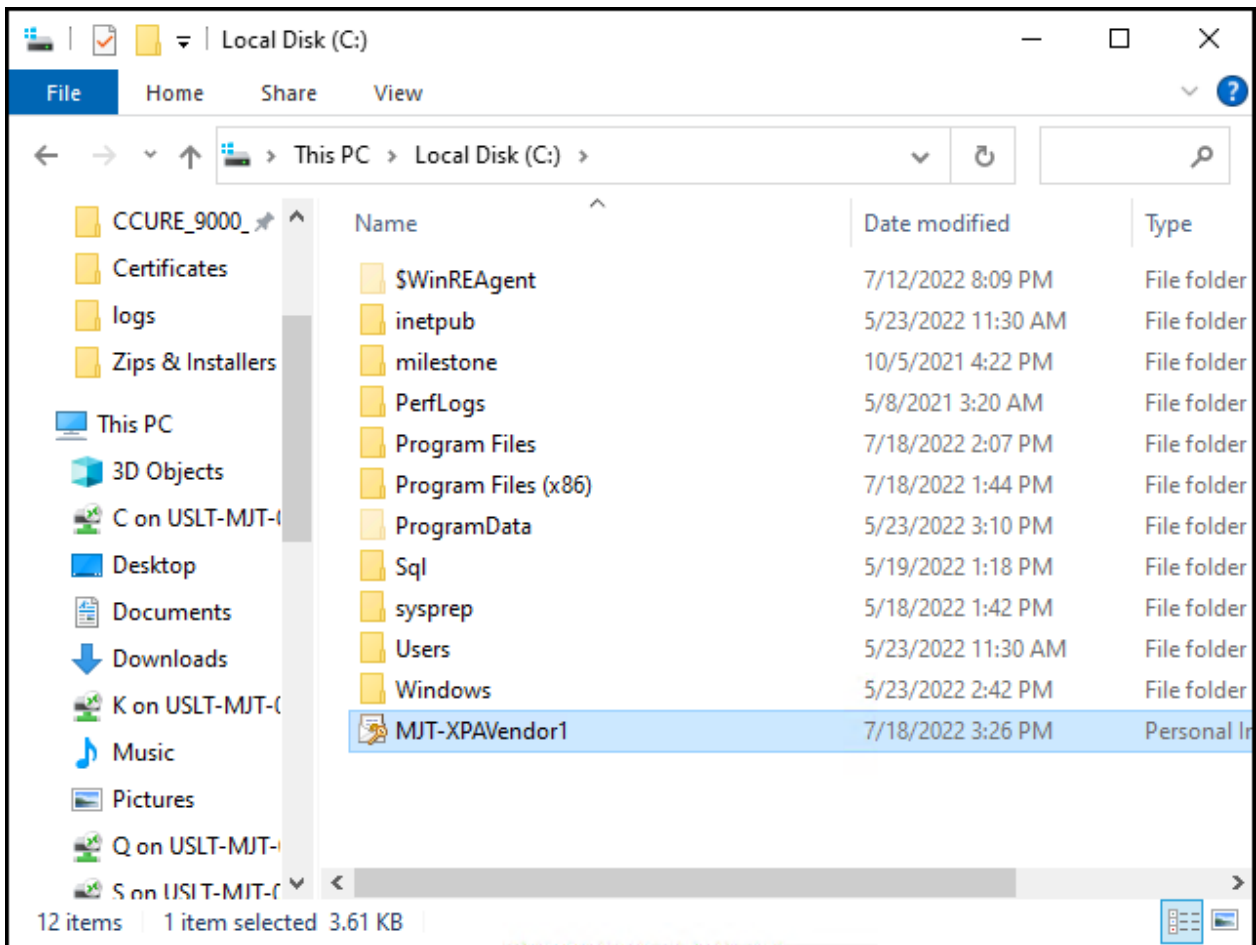 Local Disk (C:)
File Home Share View
This PC > Local Disk (C:) >
Name Date modified Type
CCURE_9000_
Certificates
logs
Zips & Installers
This PC
3D Objects
C on USLT-MJT-
Desktop
Documents
Downloads
K on USLT-MJT-
Music
Pictures
Q on USLT-MJT-
S on USLT-MJT-
$WinREAgent 7/12/2022 8:09 PM File folder
inetpub 5/23/2022 11:30 AM File folder
milestone 10/5/2021 4:22 PM File folder
PerfLogs 5/8/2021 3:20 AM File folder
Program Files 7/18/2022 2:07 PM File folder
Program Files (x86) 7/18/2022 1:44 PM File folder
ProgramData 5/23/2022 3:10 PM File folder
Sql 5/19/2022 1:18 PM File folder
sysprep 5/18/2022 1:42 PM File folder
Users 5/23/2022 11:30 AM File folder
Windows 5/23/2022 2:42 PM File folder
MJT-XPAVendor1 7/18/2022 3:26 PM Personal In
12 items 1 item selected 3.61 KB